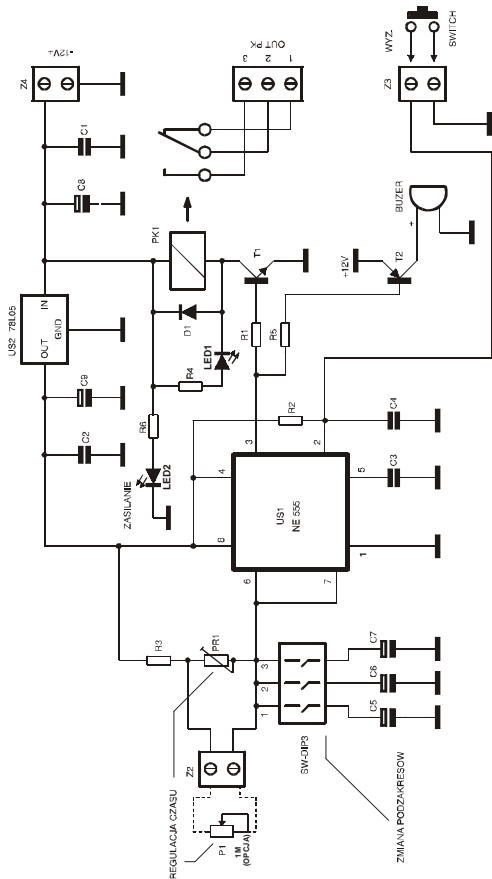 Z4
-12V+
C1
C8
US2 78L05
IN
GND
OUT
C9
C2
OUT PK
3
2
1
PK1
D1
LED1
R4
R6
LED2
ZASILANIE
T1
R1
R5
WYZ.
SWITCH
Z3
BUZER
+
+12V
T2
R2
C4
C3
3
2
4
8
5
1
6
7
US1
NE 555
R3
PR1
REGULACJA CZASU
Z2
P1
1M
(OPCJA)
1
2
3
SW-DIP3
C7
C6
C5
ZMIANA PODZAKRESOW